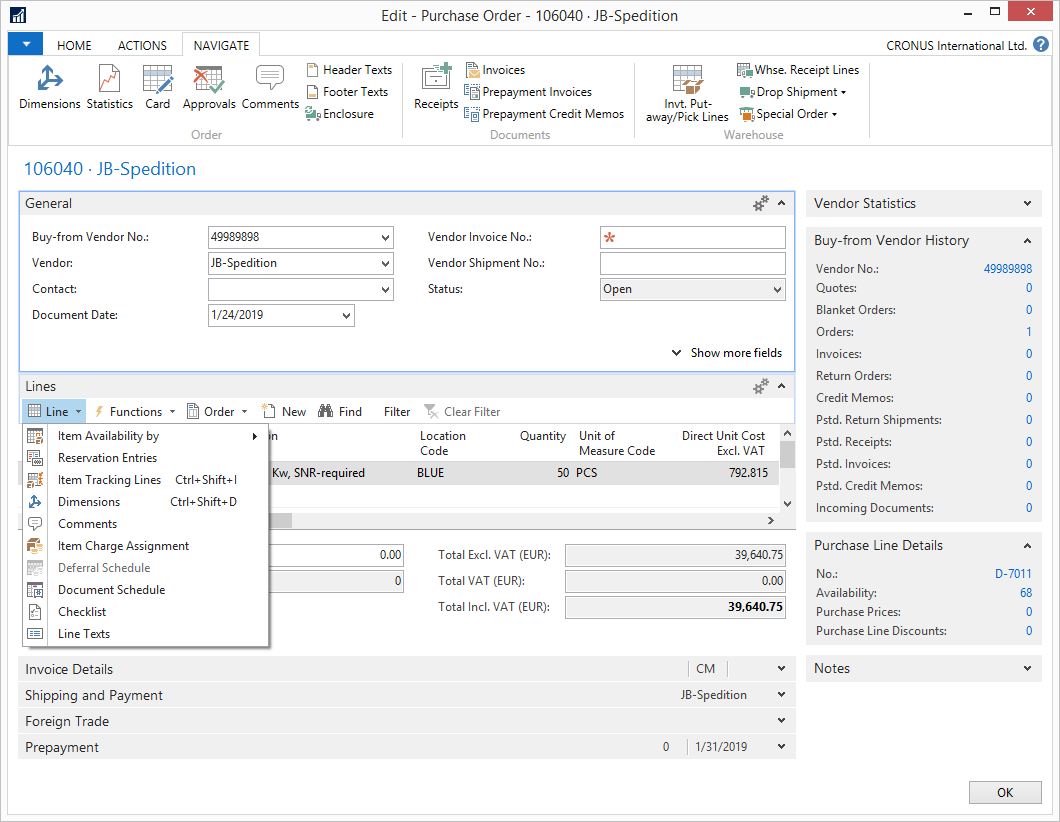 Edit - Purchase Order - 106040 · JB-Spedition
HOME ACTIONS NAVIGATE CRONUS International Ltd. ?
Dimensions Statistics Card Approvals Comments
Header Texts
Footer Texts
Enclosure
Order
Receipts
Invoices
Prepayment Invoices
Prepayment Credit Memos
Documents
Invt. Put-
away/Pick Lines
Whse. Receipt Lines
Drop Shipment
Special Order
Warehouse
106040 · JB-Spedition
General
Buy-from Vendor No.: 49989898
Vendor: JB-Spedition
Contact:
Document Date: 1/24/2019
Vendor Invoice No.: *
Vendor Shipment No.:
Status: Open
Show more fields
Lines
Line Functions Order New Find Filter Clear Filter
Item Availability by
Reservation Entries
Item Tracking Lines Ctrl+Shift+I
Dimensions Ctrl+Shift+D
Comments
Item Charge Assignment
Deferral Schedule
Document Schedule
Checklist
Line Texts
n Location Code Quantity Unit of Measure Code Direct Unit Cost Excl. VAT
Kw, SNR-required BLUE 50 PCS 792.815
0.00 Total Excl. VAT (EUR): 39,640.75
0 Total VAT (EUR): 0.00
Total Incl. VAT (EUR): 39,640.75
Invoice Details CM
Shipping and Payment JB-Spedition
Foreign Trade
Prepayment 0 1/31/2019
Vendor Statistics
Buy-from Vendor History
Vendor No.: 49989898
Quotes: 0
Blanket Orders: 0
Orders: 1
Invoices: 0
Return Orders: 0
Credit Memos: 0
Pstd. Return Shipments: 0
Pstd. Receipts: 0
Pstd. Invoices: 0
Pstd. Credit Memos: 0
Incoming Documents: 0
Purchase Line Details
No.: D-7011
Availability: 68
Purchase Prices: 0
Purchase Line Discounts: 0
Notes
OK